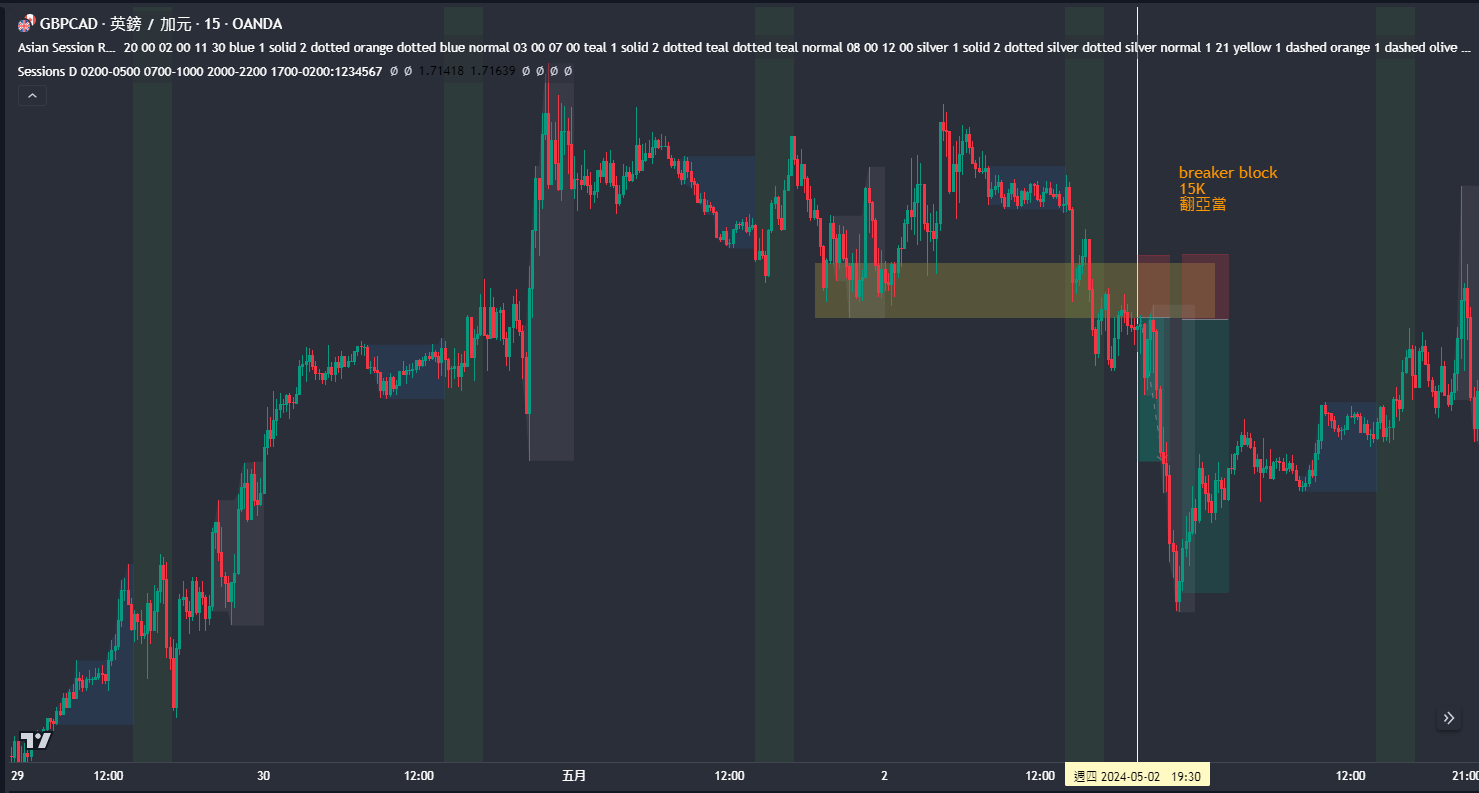 GBPCAD · 英鎊 / 加元 · 15 · OANDA
Asian Session R... 20 00 02 00 11 30 blue 1 solid 2 dotted orange dotted blue normal 03 00 07 00 teal 1 solid 2 dotted teal dotted teal normal 08 00 12 00 silver 1 solid 2 dotted silver dotted silver normal 1 21 yellow 1 dashed orange 1 dashed olive ...
Sessions D 0200-0500 0700-1000 2000-2200 1700-0200:1234567 ∅ ∅ 1.71418 1.71639 ∅ ∅ ∅ ∅
breaker block
15K
翻亞當
29 12:00 30 12:00 五月 12:00 2 12:00 週四 2024-05-02 19:30 12:00 21:00